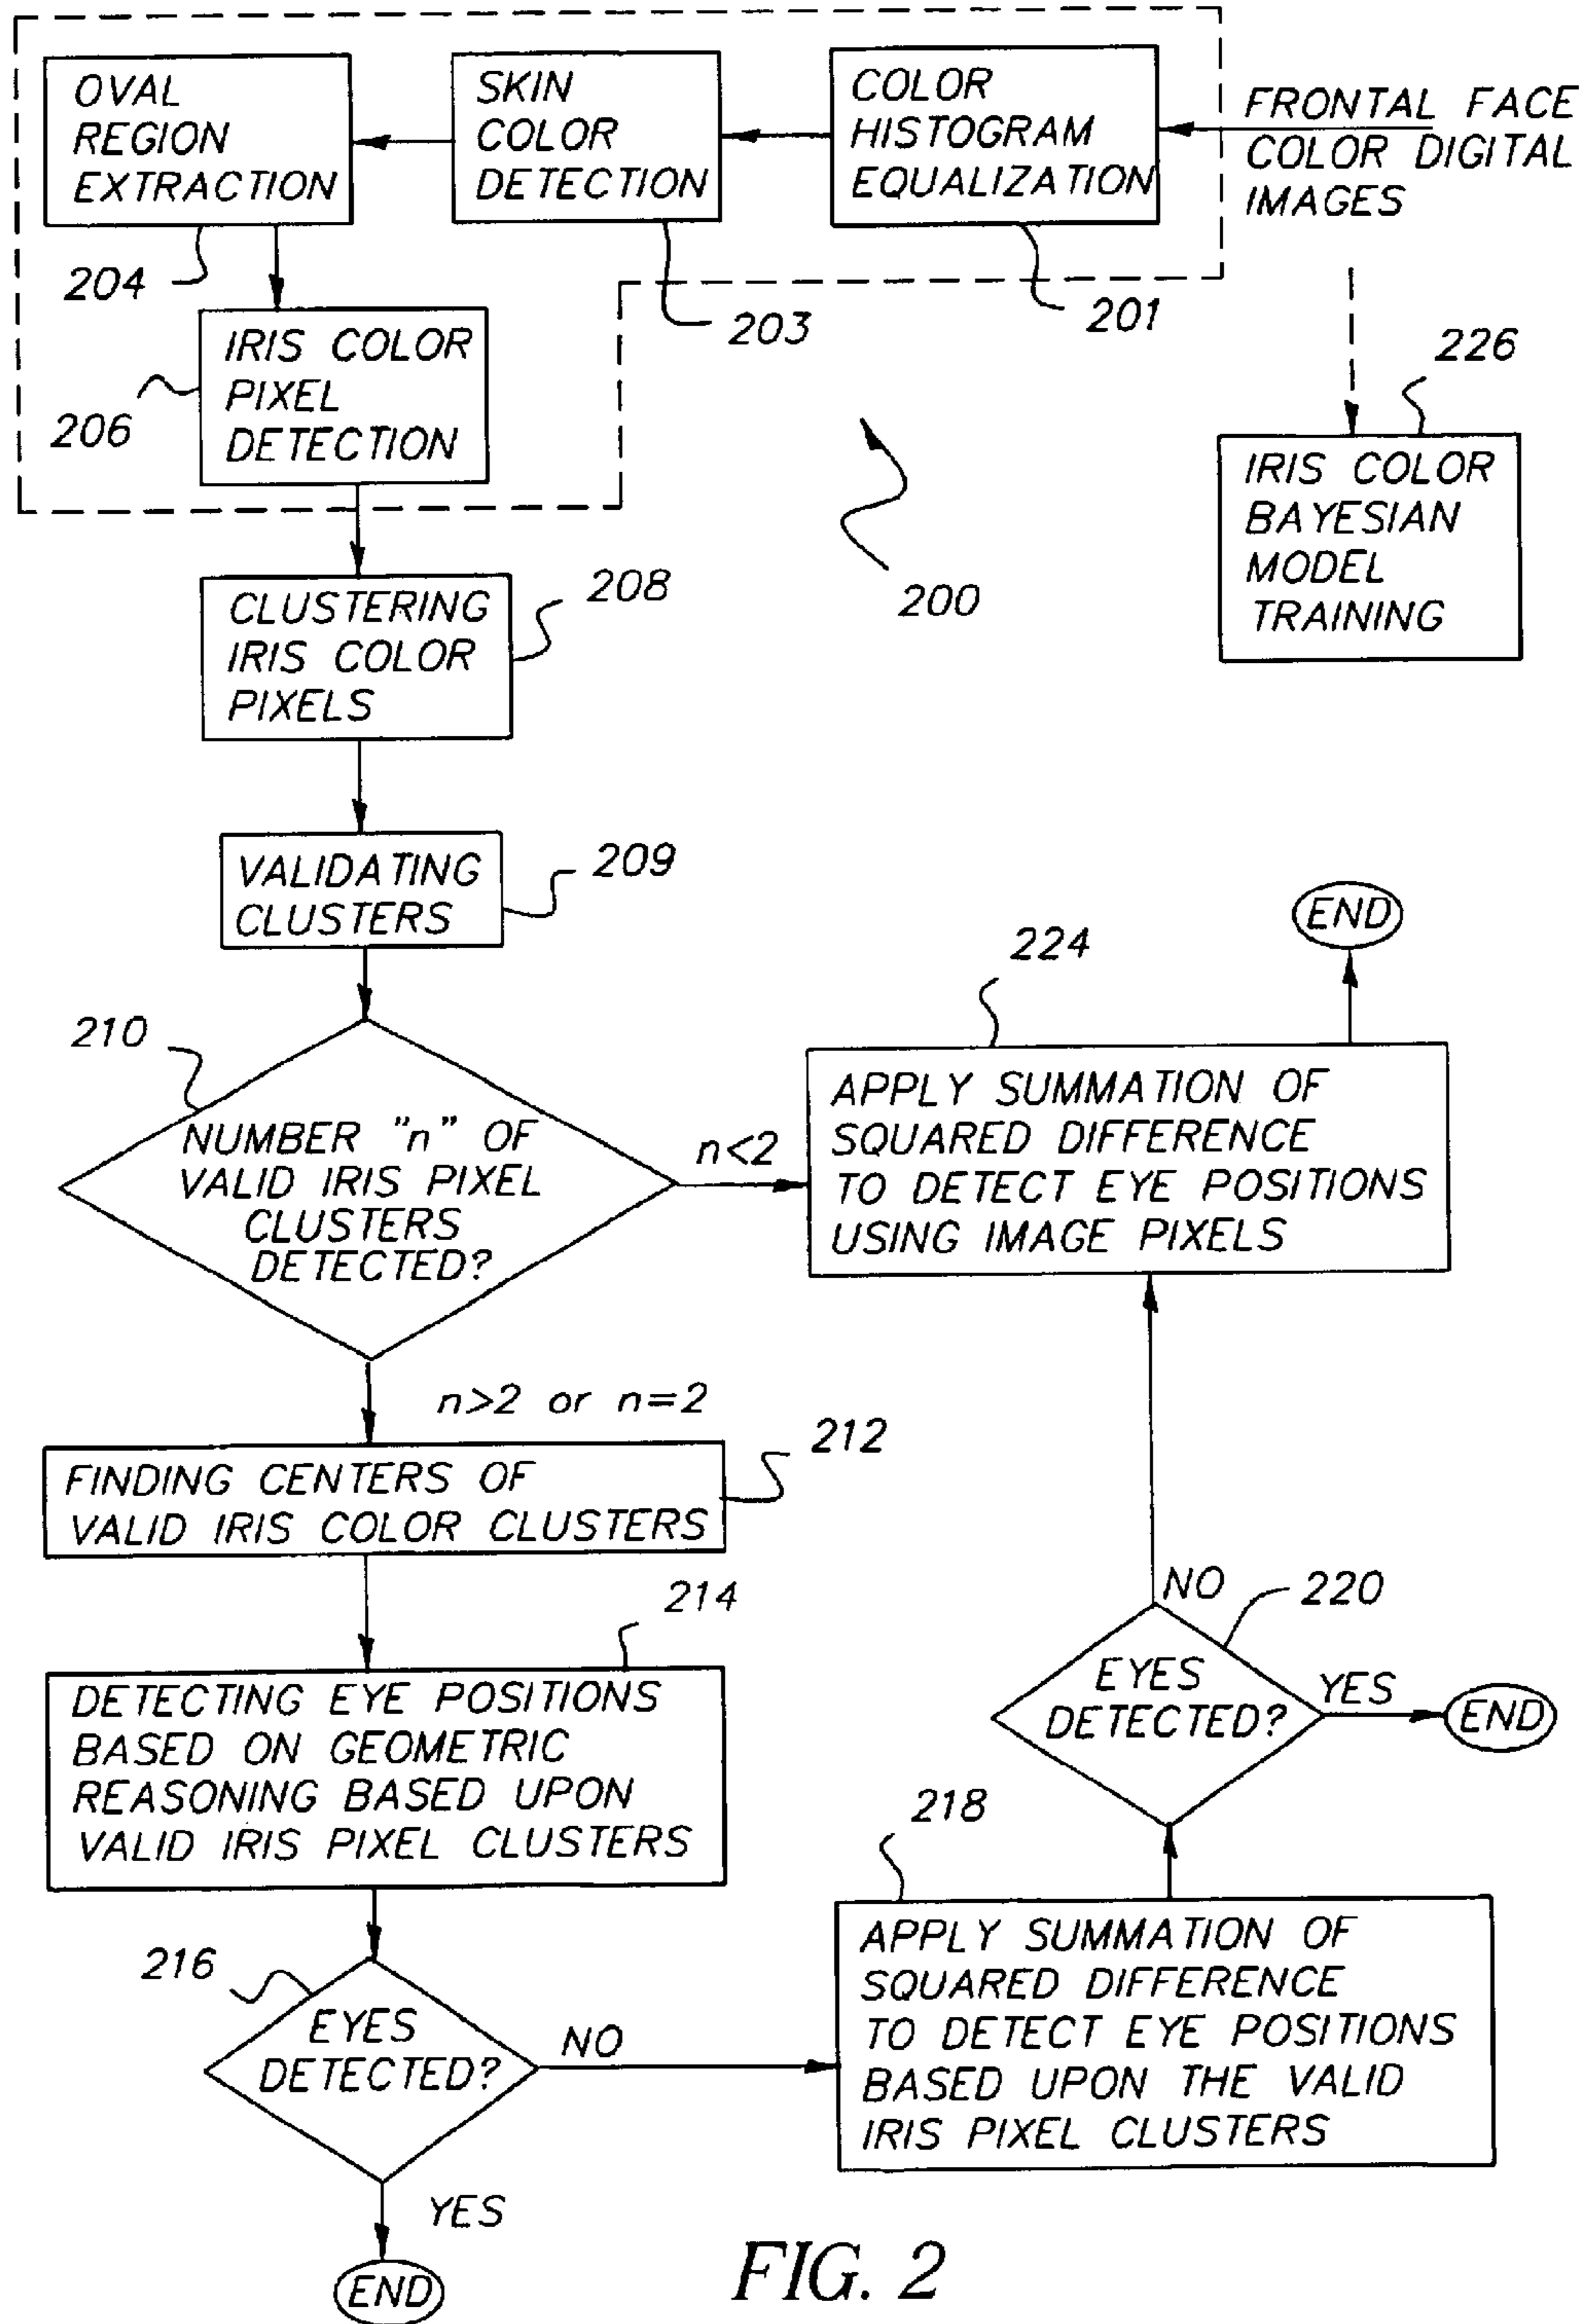 OVAL
REGION
EXTRACTION
SKIN
COLOR
DETECTION
COLOR
HISTOGRAM
EQUALIZATION
FRONTAL FACE
COLOR DIGITAL
IMAGES
204
203
201
IRIS COLOR
PIXEL
DETECTION
206
226
IRIS COLOR
BAYESIAN
MODEL
TRAINING
200
CLUSTERING
IRIS COLOR
PIXELS
208
VALIDATING
CLUSTERS
209
210
NUMBER "n" OF
VALID IRIS PIXEL
CLUSTERS
DETECTED?
n<2
224
END
APPLY SUMMATION OF
SQUARED DIFFERENCE
TO DETECT EYE POSITIONS
USING IMAGE PIXELS
n>2 or n=2
212
FINDING CENTERS OF
VALID IRIS COLOR CLUSTERS
214
DETECTING EYE POSITIONS
BASED ON GEOMETRIC
REASONING BASED UPON
VALID IRIS PIXEL CLUSTERS
NO
220
EYES
DETECTED?
YES
END
218
APPLY SUMMATION OF
SQUARED DIFFERENCE
TO DETECT EYE POSITIONS
BASED UPON THE VALID
IRIS PIXEL CLUSTERS
216
EYES
DETECTED?
NO
YES
END
FIG. 2